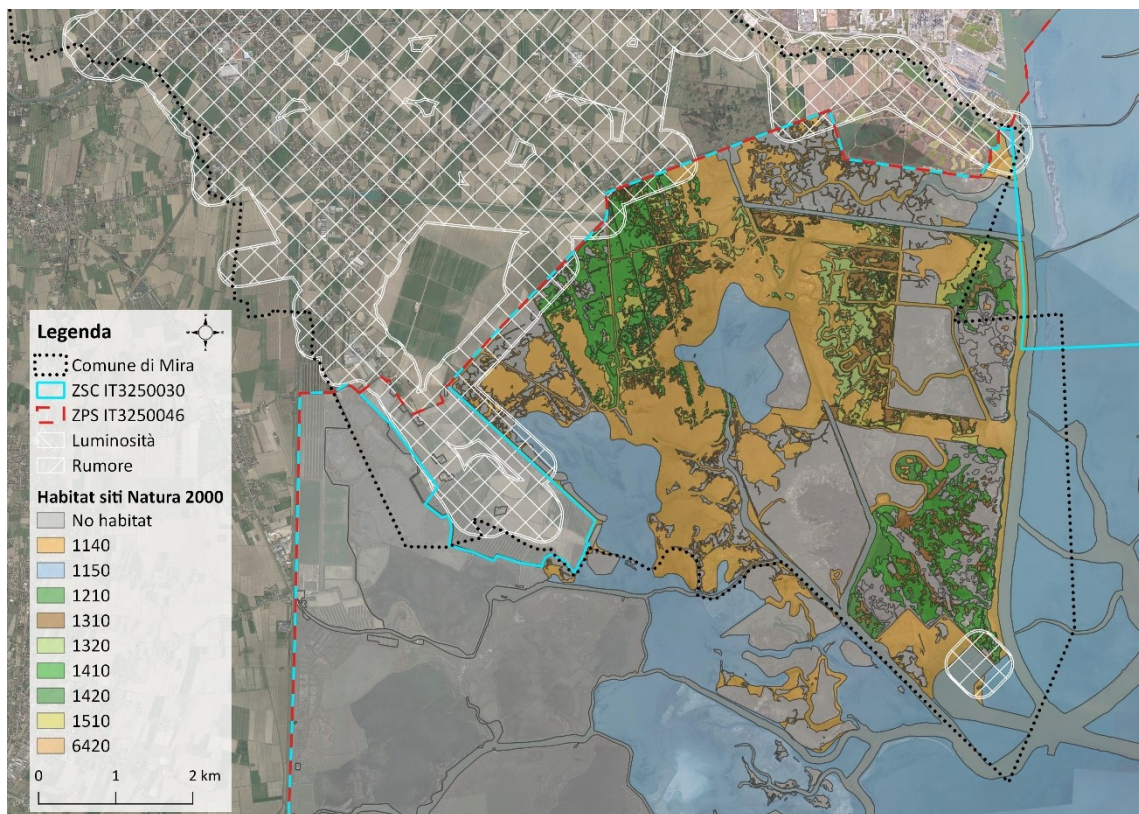 Legenda
Comune di Mira
ZSC IT3250030
ZPS IT3250046
Luminosità
Rumore
Habitat siti Natura 2000
No habitat
1140
1150
1210
1310
1320
1410
1420
1510
6420
0 1 2 km